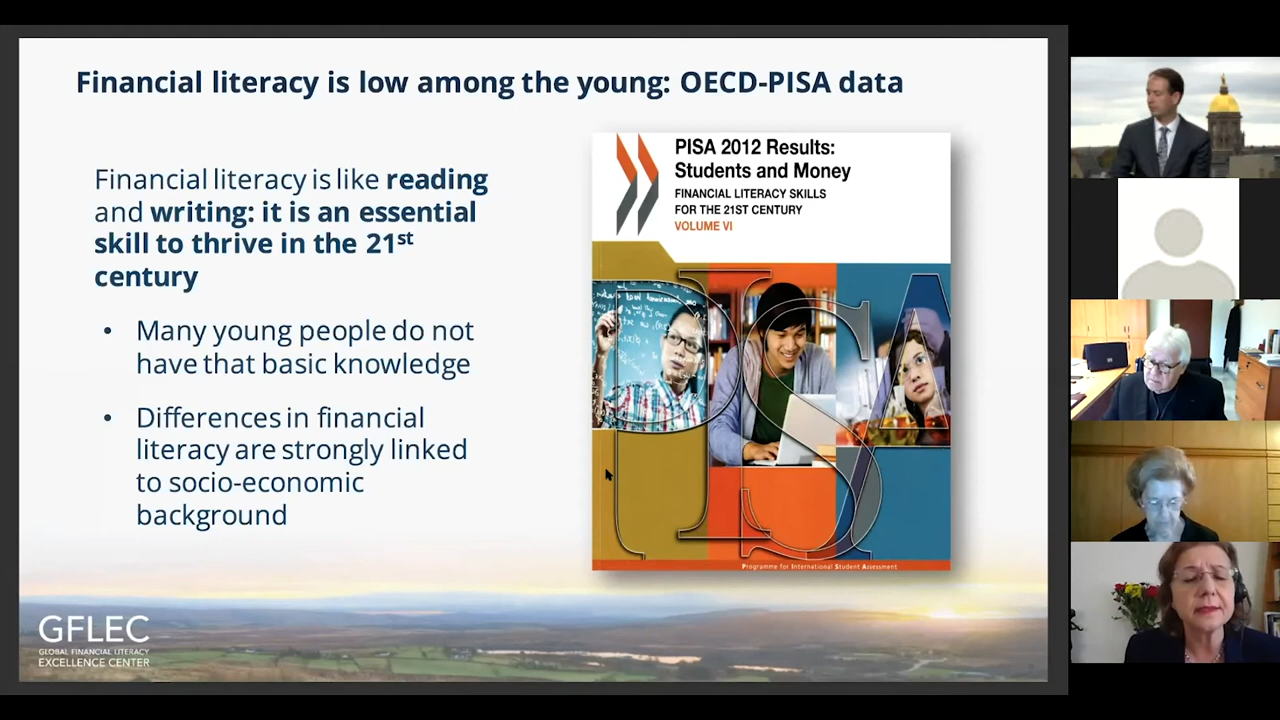 Financial literacy is low among the young: OECD-PISA data
Financial literacy is like reading
and writing: it is an essential
skill to thrive in the 21st
century
• Many young people do not
have that basic knowledge
• Differences in financial
literacy are strongly linked
to socio-economic
background
PISA 2012 Results:
Students and Money
FINANCIAL LITERACY SKILLS
FOR THE 21ST CENTURY
VOLUME VI
PISA
Programme for International Student Assessment
GFLEC
GLOBAL FINANCIAL LITERACY
EXCELLENCE CENTER